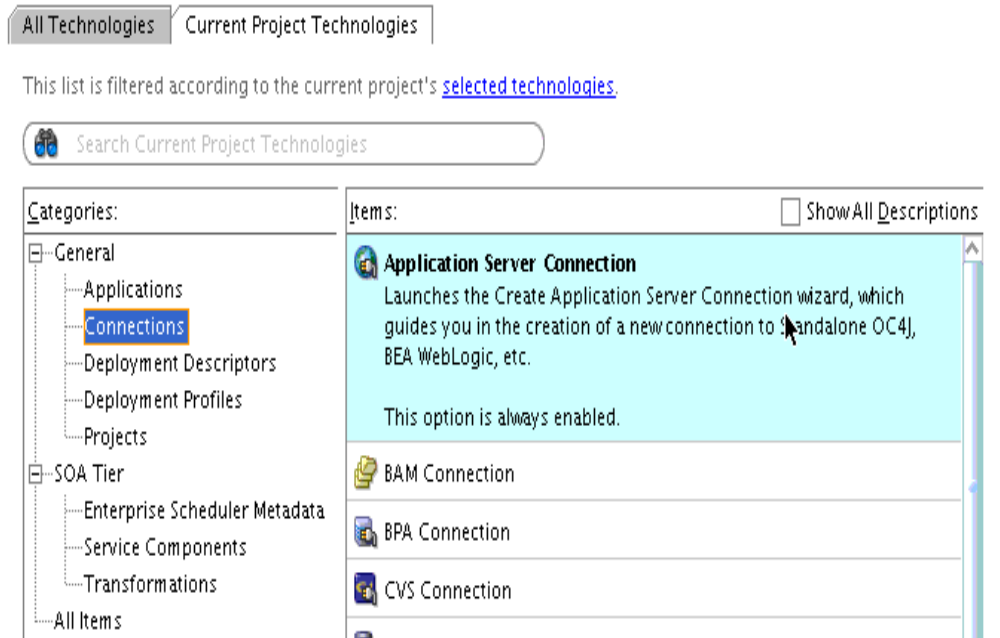 All Technologies
Current Project Technologies
This list is filtered according to the current project's selected technologies.
Search Current Project Technologies
Categories:
General
Applications
Connections
Deployment Descriptors
Deployment Profiles
Projects
SOA Tier
Enterprise Scheduler Metadata
Service Components
Transformations
All Items
Items:
Show All Descriptions
Application Server Connection
Launches the Create Application Server Connection wizard, which
guides you in the creation of a new connection to Standalone OC4J,
BEA WebLogic, etc.
This option is always enabled.
BAM Connection
BPA Connection
CVS Connection